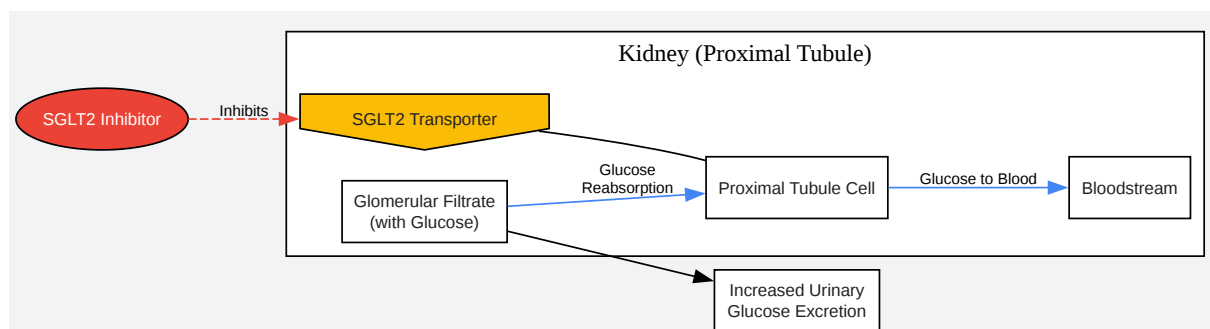 Kidney (Proximal Tubule)
SGLT2 Inhibitor
Inhibits
SGLT2 Transporter
Glomerular Filtrate
(with Glucose)
Glucose
Reabsorption
Proximal Tubule Cell
Glucose to Blood
Bloodstream
Increased Urinary
Glucose Excretion